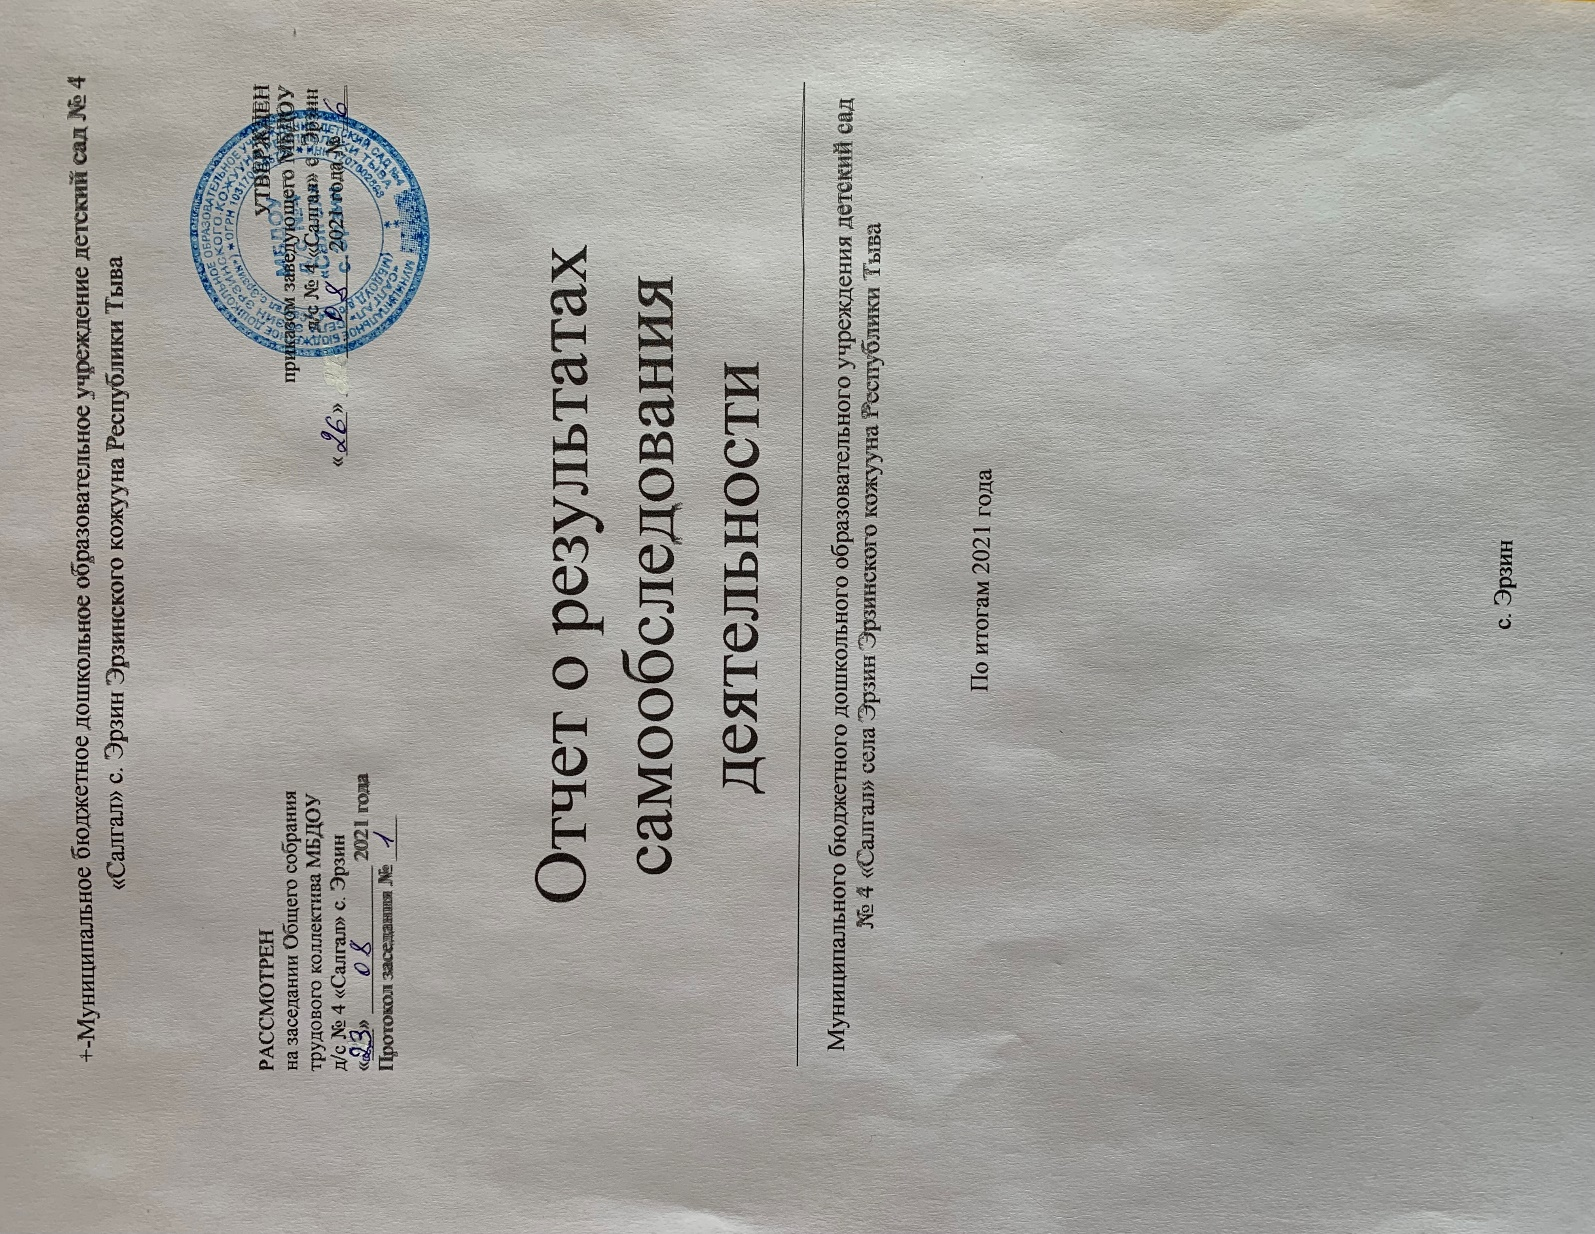 +-Муниципальное бюджетное дошкольное образовательное учреждение детский сад № 4
«Салгал» с. Эрзин Эрзинского кожууна Республики Тыва
РАССМОТРЕН
на заседании Общего собрания
трудового коллектива МБДОУ
д/с № 4 «Салгал» с. Эрзин
«23» 08 2021 года
Протокол заседания № 1
УТВЕРЖДЕН
приказом заведующего МБДОУ
д/с № 4 «Салгал» с. Эрзин
«26» 08 2021 года № 6
Отчет о результатах
самообследования
деятельности
Муниципального бюджетного дошкольного образовательного учреждения детский сад
№ 4 «Салгал» села Эрзин Эрзинского кожууна Республики Тыва
По итогам 2021 года
с. Эрзин